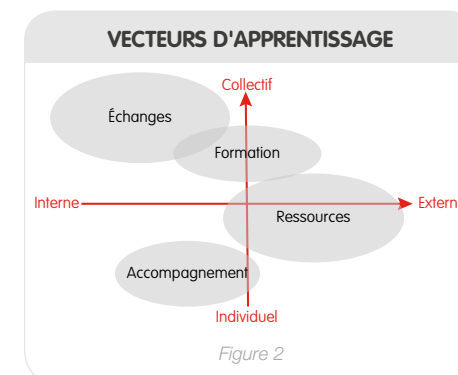 VECTEURS D'APPRENTISSAGE
Collectif
Échanges
Formation
Interne
Extern
Ressources
Accompagnement
Individuel
Figure 2